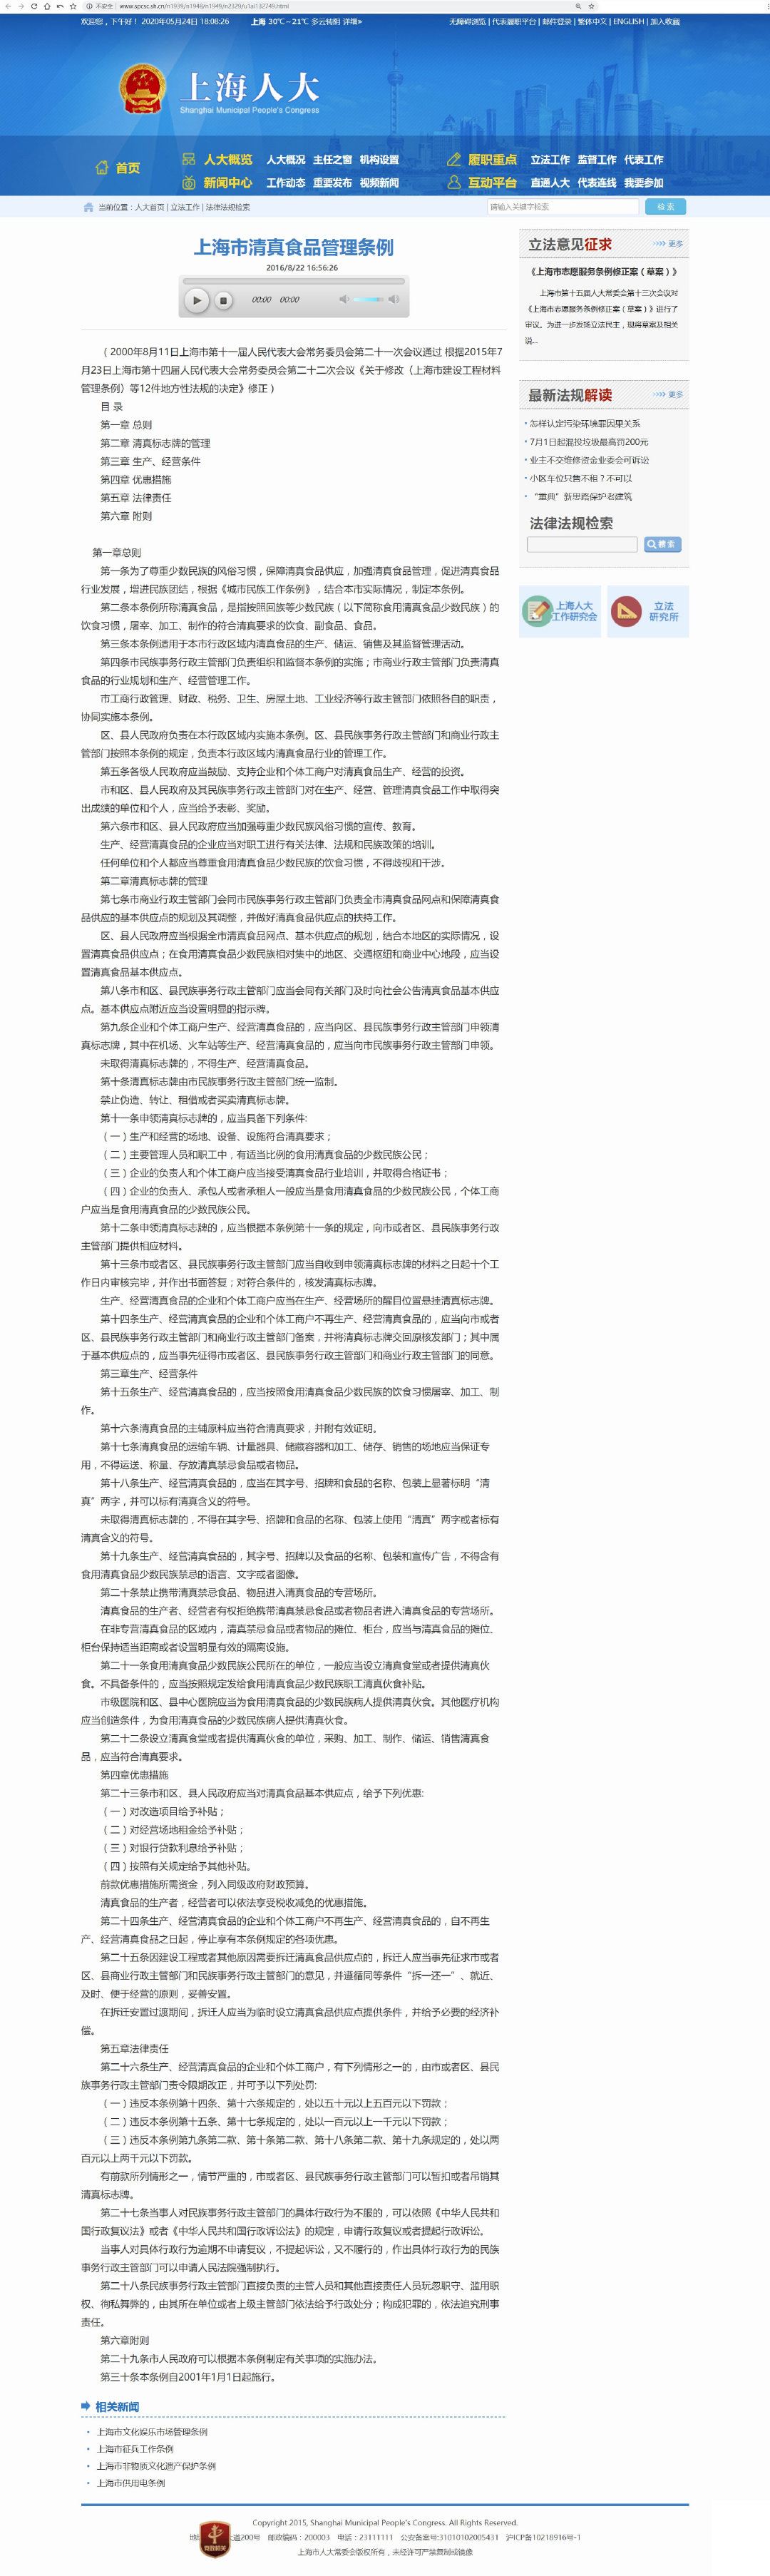 不安全 | www.spcsc.sh.cn/n1939/n1948/n1949/n2329/u1ai132749.html
欢迎您，下午好！ 2020年05月24日 18:08:26 上海 30℃～21℃ 多云转阴 详细»
无障碍浏览 | 代表履职平台 | 邮件登录 | 繁体中文 | ENGLISH | 加入收藏
上海人大
Shanghai Municipal People's Congress
首页
人大概览 人大概况 主任之窗 机构设置
履职重点 立法工作 监督工作 代表工作
新闻中心 工作动态 重要发布 视频新闻
互动平台 直通人大 代表连线 我要参加
当前位置：人大首页 | 立法工作 | 法律法规检索
请输入关键字检索 检 索
上海市清真食品管理条例
2016/8/22 16:56:26
00:00 00:00
（ 2000年8月11日上海市第十一届人民代表大会常务委员会第二十一次会议通过 根据2015年7
月23日上海市第十四届人民代表大会常务委员会第二十二次会议《关于修改〈上海市建设工程材料
管理条例〉等12件地方性法规的决定》修正 ）
目 录
第一章 总则
第二章 清真标志牌的管理
第三章 生产、经营条件
第四章 优惠措施
第五章 法律责任
第六章 附则
第一章总则
第一条为了尊重少数民族的风俗习惯，保障清真食品供应，加强清真食品管理，促进清真食品
行业发展，增进民族团结，根据《城市民族工作条例》，结合本市实际情况，制定本条例。
第二条本条例所称清真食品，是指按照回族等少数民族（以下简称食用清真食品少数民族）的
饮食习惯，屠宰、加工、制作的符合清真要求的饮食、副食品、食品。
第三条本条例适用于本市行政区域内清真食品的生产、储运、销售及其监督管理活动。
第四条市民族事务行政主管部门负责组织和监督本条例的实施；市商业行政主管部门负责清真
食品的行业规划和生产、经营管理工作。
市工商行政管理、财政、税务、卫生、房屋土地、工业经济等行政主管部门依照各自的职责，
协同实施本条例。
区、县人民政府负责在本行政区域内实施本条例。区、县民族事务行政主管部门和商业行政主
管部门按照本条例的规定，负责本行政区域内清真食品行业的管理工作。
第五条各级人民政府应当鼓励、支持企业和个体工商户对清真食品生产、经营的投资。
市和区、县人民政府及其民族事务行政主管部门对在生产、经营、管理清真食品工作中取得突
出成绩的单位和个人，应当给予表彰、奖励。
第六条市和区、县人民政府应当加强尊重少数民族风俗习惯的宣传、教育。
生产、经营清真食品的企业应当对职工进行有关法律、法规和民族政策的培训。
任何单位和个人都应当尊重食用清真食品少数民族的饮食习惯，不得歧视和干涉。
第二章清真标志牌的管理
第七条市商业行政主管部门会同市民族事务行政主管部门负责全市清真食品网点和保障清真食
品供应的基本供应点的规划及其调整，并做好清真食品供应点的扶持工作。
区、县人民政府应当根据全市清真食品网点、基本供应点的规划，结合本地区的实际情况，设
置清真食品供应点；在食用清真食品少数民族相对集中的地区、交通枢纽和商业中心地段，应当设
置清真食品基本供应点。
第八条市和区、县民族事务行政主管部门应当会同有关部门及时向社会公告清真食品基本供应
点。基本供应点附近应当设置明显的指示牌。
第九条企业和个体工商户生产、经营清真食品的，应当向区、县民族事务行政主管部门申领清
真标志牌，其中在机场、火车站等生产、经营清真食品的，应当向市民族事务行政主管部门申领。
未取得清真标志牌的，不得生产、经营清真食品。
第十条清真标志牌由市民族事务行政主管部门统一监制。
禁止伪造、转让、租借或者买卖清真标志牌。
第十一条申领清真标志牌的，应当具备下列条件:
（一）生产和经营的场地、设备、设施符合清真要求；
（二）主要管理人员和职工中，有适当比例的食用清真食品的少数民族公民；
（三）企业的负责人和个体工商户应当接受清真食品行业培训，并取得合格证书；
（四）企业的负责人、承包人或者承租人一般应当是食用清真食品的少数民族公民，个体工商
户应当是食用清真食品的少数民族公民。
第十二条申领清真标志牌的，应当根据本条例第十一条的规定，向市或者区、县民族事务行政
主管部门提供相应材料。
第十三条市或者区、县民族事务行政主管部门应当自收到申领清真标志牌的材料之日起十个工
作日内审核完毕，并作出书面答复；对符合条件的，核发清真标志牌。
生产、经营清真食品的企业和个体工商户应当在生产、经营场所的醒目位置悬挂清真标志牌。
第十四条生产、经营清真食品的企业和个体工商户不再生产、经营清真食品的，应当向市或者
区、县民族事务行政主管部门和商业行政主管部门备案，并将清真标志牌交回原核发部门；其中属
于基本供应点的，应当事先征得市或者区、县民族事务行政主管部门和商业行政主管部门的同意。
第三章生产、经营条件
第十五条生产、经营清真食品的，应当按照食用清真食品少数民族的饮食习惯屠宰、加工、制
作。
第十六条清真食品的主辅原料应当符合清真要求，并附有效证明。
第十七条清真食品的运输车辆、计量器具、储藏容器和加工、储存、销售的场地应当保证专
用，不得运送、称量、存放清真禁忌食品或者物品。
第十八条生产、经营清真食品的，应当在其字号、招牌和食品的名称、包装上显著标明“清
真”两字，并可以标有清真含义的符号。
未取得清真标志牌的，不得在其字号、招牌和食品的名称、包装上使用“清真”两字或者标有
清真含义的符号。
第十九条生产、经营清真食品的，其字号、招牌以及食品的名称、包装和宣传广告，不得含有
食用清真食品少数民族禁忌的语言、文字或者图像。
第二十条禁止携带清真禁忌食品、物品进入清真食品的专营场所。
清真食品的生产者、经营者有权拒绝携带清真禁忌食品或者物品者进入清真食品的专营场所。
在非专营清真食品的区域内，清真禁忌食品或者物品的摊位、柜台，应当与清真食品的摊位、
柜台保持适当距离或者设置明显有效的隔离设施。
第二十一条食用清真食品少数民族公民所在的单位，一般应当设立清真食堂或者提供清真伙
食。不具备条件的，应当按照规定发给食用清真食品少数民族职工清真伙食补贴。
市级医院和区、县中心医院应当为食用清真食品的少数民族病人提供清真伙食。其他医疗机构
应当创造条件，为食用清真食品的少数民族病人提供清真伙食。
第二十二条设立清真食堂或者提供清真伙食的单位，采购、加工、制作、储运、销售清真食
品，应当符合清真要求。
第四章优惠措施
第二十三条市和区、县人民政府应当对清真食品基本供应点，给予下列优惠:
（一）对改造项目给予补贴；
（二）对经营场地租金给予补贴；
（三）对银行贷款利息给予补贴；
（四）按照有关规定给予其他补贴。
前款优惠措施所需资金，列入同级政府财政预算。
清真食品的生产者，经营者可以依法享受税收减免的优惠措施。
第二十四条生产、经营清真食品的企业和个体工商户不再生产、经营清真食品的，自不再生
产、经营清真食品之日起，停止享有本条例规定的各项优惠。
第二十五条因建设工程或者其他原因需要拆迁清真食品供应点的，拆迁人应当事先征求市或者
区、县商业行政主管部门和民族事务行政主管部门的意见，并遵循同等条件“拆一还一”、就近、
及时、便于经营的原则，妥善安置。
在拆迁安置过渡期间，拆迁人应当为临时设立清真食品供应点提供条件，并给予必要的经济补
偿。
第五章法律责任
第二十六条生产、经营清真食品的企业和个体工商户，有下列情形之一的，由市或者区、县民
族事务行政主管部门责令限期改正，并可予以下列处罚:
（一）违反本条例第十四条、第十六条规定的，处以五十元以上五百元以下罚款；
（二）违反本条例第十五条、第十七条规定的，处以一百元以上一千元以下罚款；
（三）违反本条例第九条第二款、第十条第二款、第十八条第二款、第十九条规定的，处以两
百元以上两千元以下罚款。
有前款所列情形之一，情节严重的，市或者区、县民族事务行政主管部门可以暂扣或者吊销其
清真标志牌。
第二十七条当事人对民族事务行政主管部门的具体行政行为不服的，可以依照《中华人民共和
国行政复议法》或者《中华人民共和国行政诉讼法》的规定，申请行政复议或者提起行政诉讼。
当事人对具体行政行为逾期不申请复议，不提起诉讼，又不履行的，作出具体行政行为的民族
事务行政主管部门可以申请人民法院强制执行。
第二十八条民族事务行政主管部门直接负责的主管人员和其他直接责任人员玩忽职守、滥用职
权、徇私舞弊的，由其所在单位或者上级主管部门依法给予行政处分；构成犯罪的，依法追究刑事
责任。
第六章附则
第二十九条市人民政府可以根据本条例制定有关事项的实施办法。
第三十条本条例自2001年1月1日起施行。
相关新闻
上海市文化娱乐市场管理条例
上海市征兵工作条例
上海市非物质文化遗产保护条例
上海市供用电条例
立法意见征求 更多
《上海市志愿服务条例修正案（草案）》
上海市第十五届人大常委会第十三次会议对
《上海市志愿服务条例修正案（草案）》进行了
审议。为进一步发扬立法民主，现将草案及相关
说...
最新法规解读 更多
怎样认定污染环境罪因果关系
7月1日起混投垃圾最高罚200元
业主不交维修资金业委会可诉讼
小区车位只售不租？不可以
“重典”新思路保护老建筑
法律法规检索
搜索
上海人大
工作研究会
立法
研究所
Copyright 2015, Shanghai Municipal People's Congress. All Rights Reserved.
大道200号 邮政编码：200003 电话：23111111 公安备案号:31010102005431 沪ICP备10218916号-1
上海市人大常委会版权所有，未经许可严禁复制或镜像
党政机关